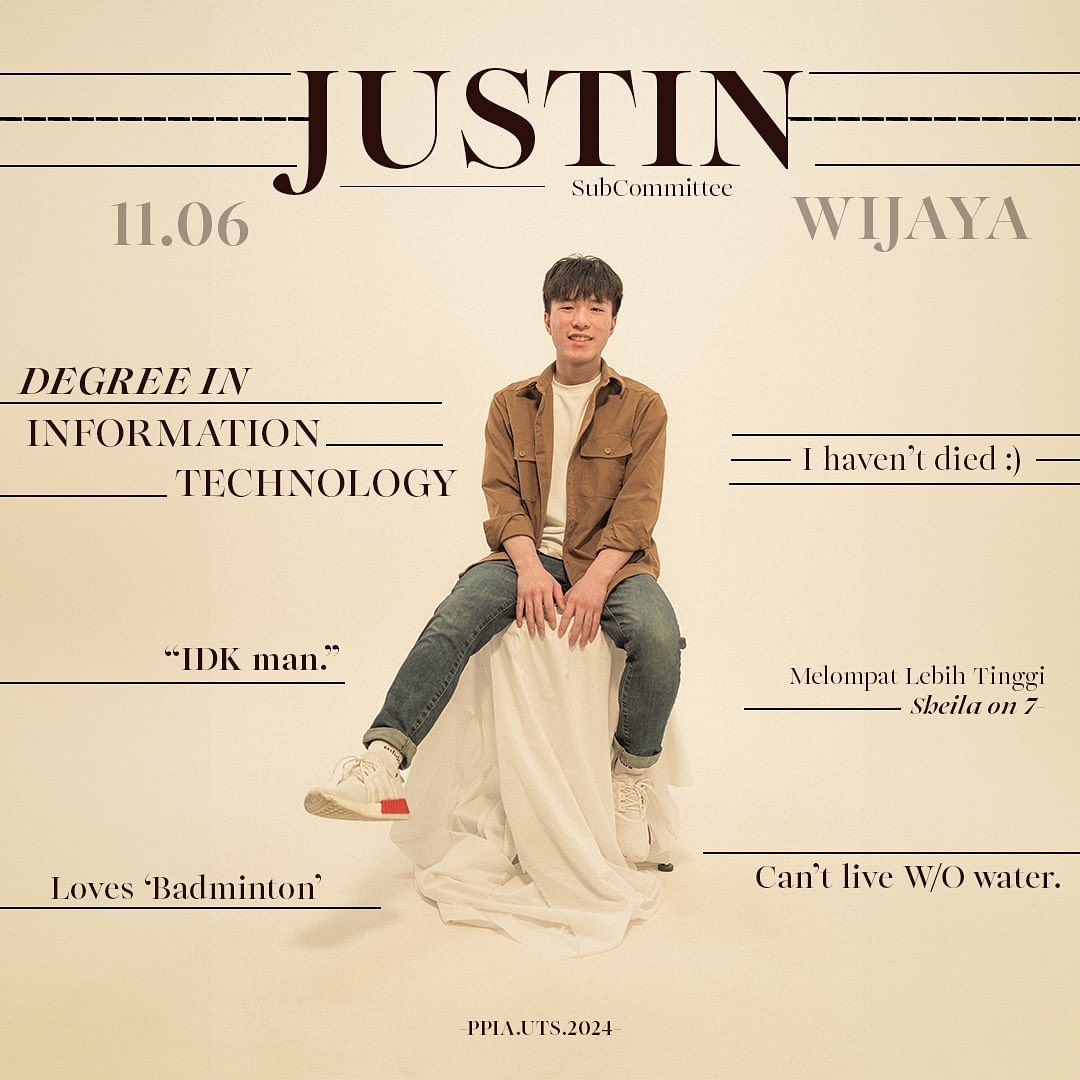 JUSTIN
SubCommittee
11.06
WIJAYA
DEGREE IN
INFORMATION
TECHNOLOGY
I haven’t died :)
“IDK man.”
Melompat Lebih Tinggi
Sheila on 7-
Loves ‘Badminton’
Can’t live W/O water.
-PPIA.UTS.2024-